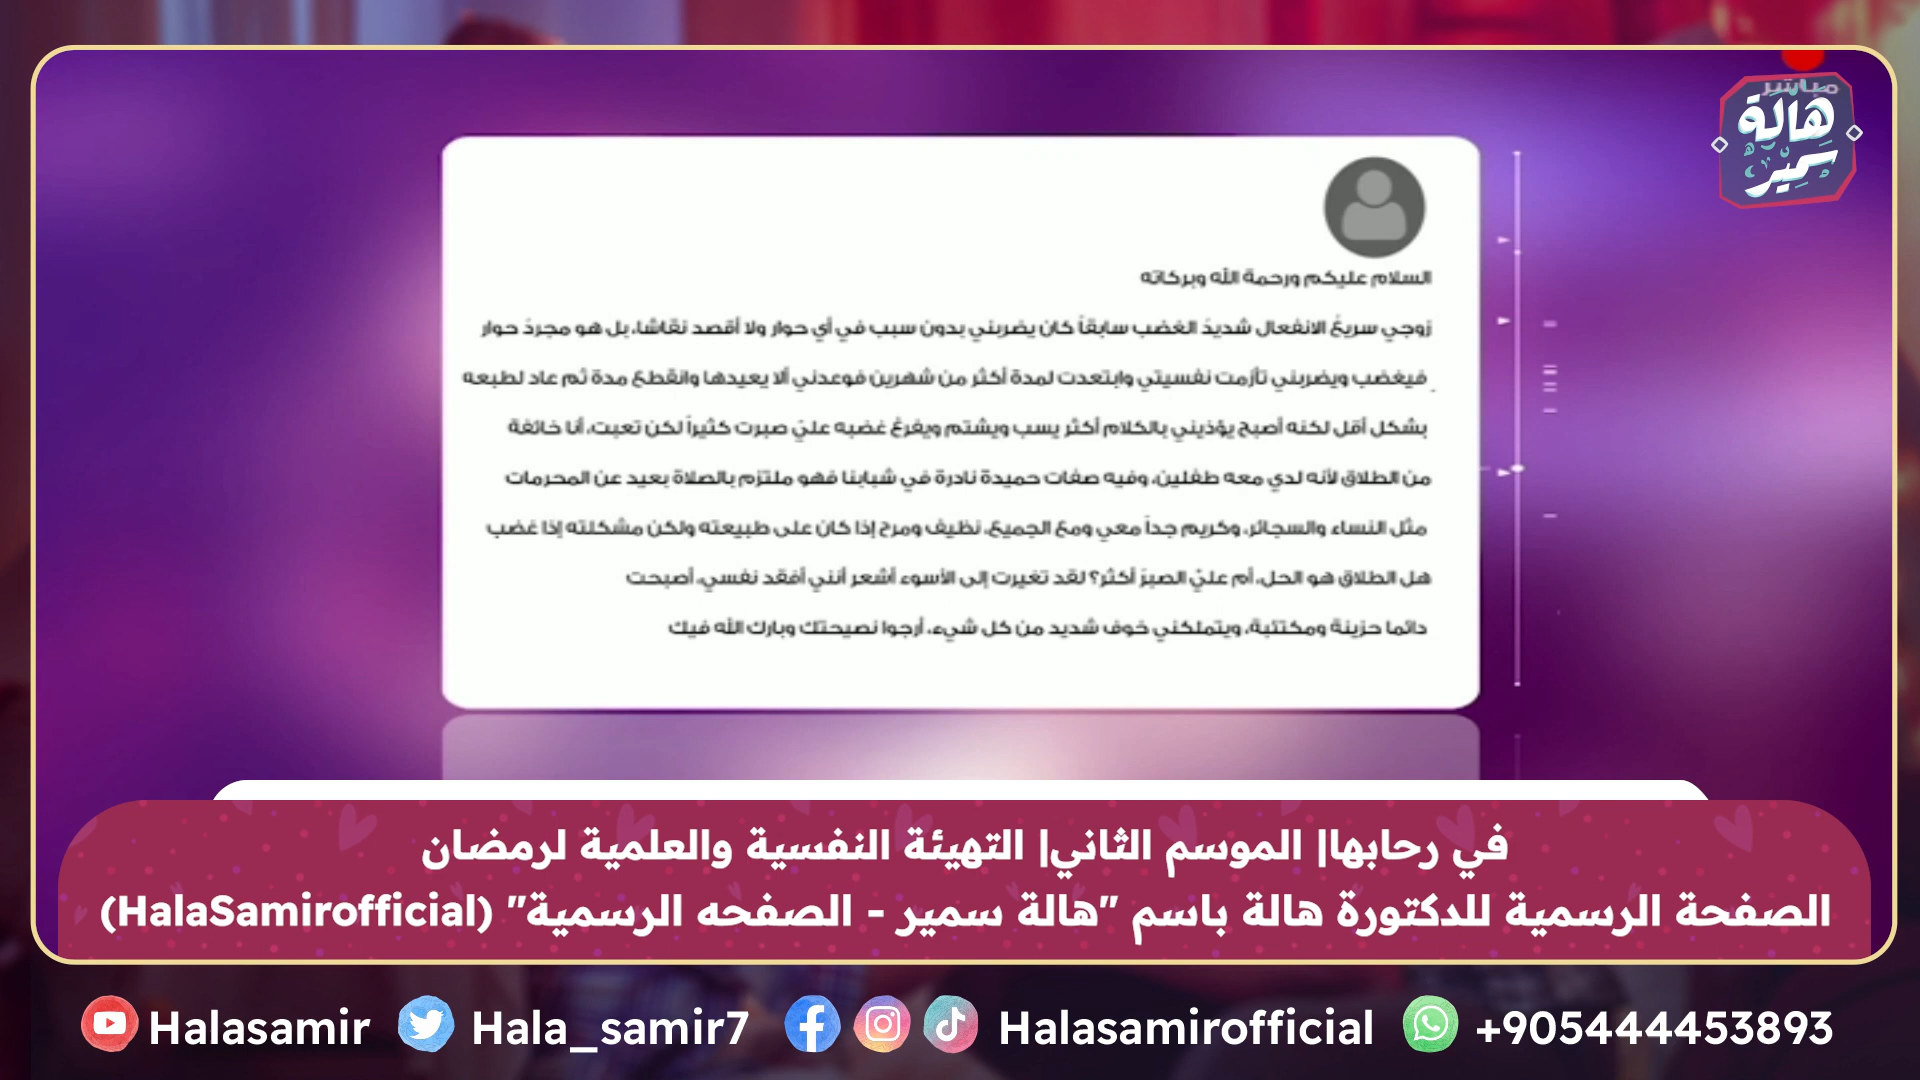 مباشر
هالة
سمير
السلام عليكم ورحمة الله وبركاته
زوجي سريعُ الانفعال شديدَ الغضب سابقاً كان يضربني بدون سبب في أي حوار ولا أقصد نقاشا، بل هو مجردَ حوار
فيغضب ويضربني تأزمت نفسيتي وابتعدت لمدة أكثر من شهرين فوعدني ألا يعيدها وانقطعَ مدة ثم عاد لطبعه
بشكل أقل لكنه أصبح يؤذيني بالكلام أكثر يسب ويشتم ويفرغُ غضبه عليّ صبرت كثيراً لكن تعبت، أنا خائفة
من الطلاق لأنه لدي معه طفلين، وفيه صفات حميدة نادرة في شبابنا فهو ملتزم بالصلاة بعيد عن المحرمات
مثل النساء والسجائر، وكريم جداً معي ومعَ الجميعَ، نظيف ومرح إذا كان على طبيعته ولكن مشكلته إذا غضب
هل الطلاق هو الحل، أم عليّ الصبرَ أكثر؟ لقد تغيرت إلى الأسوء أشعر أنني أفقد نفسي، أصبحت
دائما حزينة ومكتئبة، ويتملكني خوف شديد من كل شيء، أرجوا نصيحتك وبارك الله فيك
في رحابها| الموسم الثاني| التهيئة النفسية والعلمية لرمضان
الصفحة الرسمية للدكتورة هالة باسم "هالة سمير - الصفحه الرسمية" (HalaSamirofficial)
Halasamir Hala_samir7 Halasamirofficial +905444453893